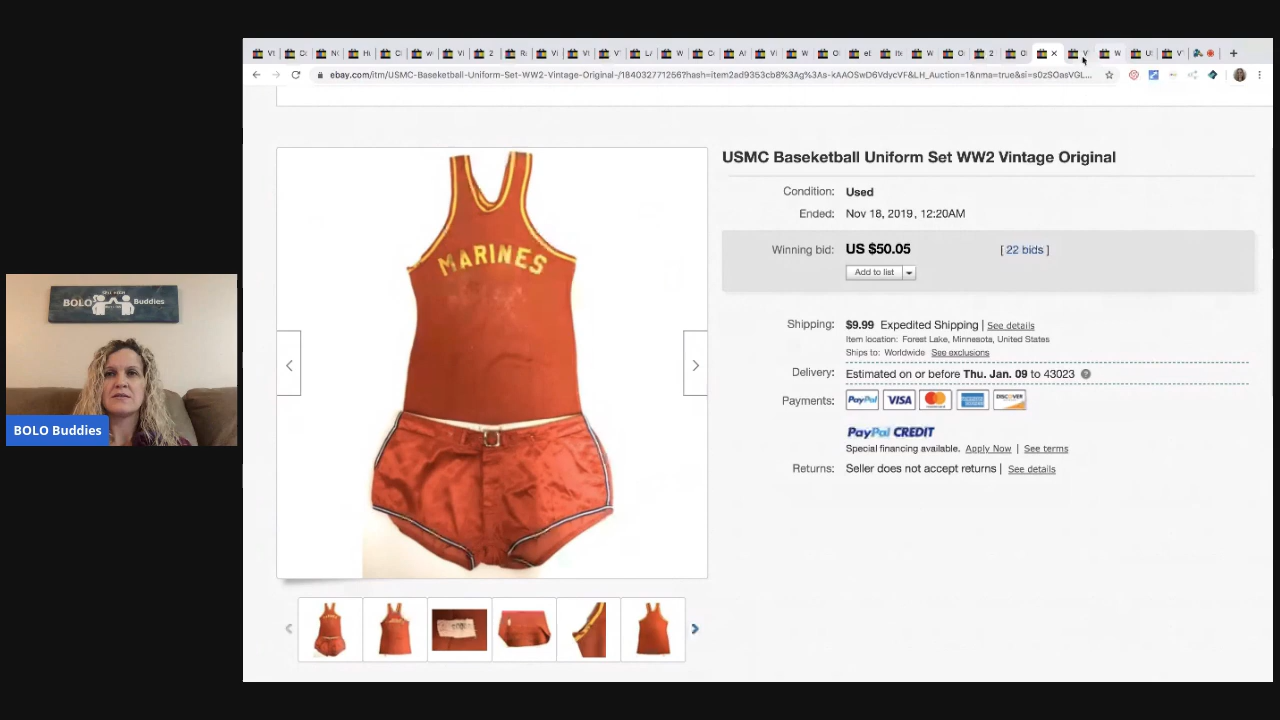 ebay.com/itm/USMC-Baseketball-Uniform-Set-WW2-Vintage-Original-/184032771256?hash=item2ad9353cb8%3Ag%3As-kAAOSwD6VdycVF&LH_Auction=1&nma=true&si=s0zSOasVGL...
USMC Baseketball Uniform Set WW2 Vintage Original
Condition: Used
Ended: Nov 18, 2019, 12:20AM
Winning bid: US $50.05 [ 22 bids ]
Add to list
Shipping: $9.99 Expedited Shipping | See details
Item location: Forest Lake, Minnesota, United States
Ships to: Worldwide See exclusions
Delivery: Estimated on or before Thu. Jan. 09 to 43023
Payments: PayPal VISA MasterCard DISCOVER
PayPal CREDIT
Special financing available. Apply Now | See terms
Returns: Seller does not accept returns | See details
MARINES
BOLO Buddies
BOLO Buddies